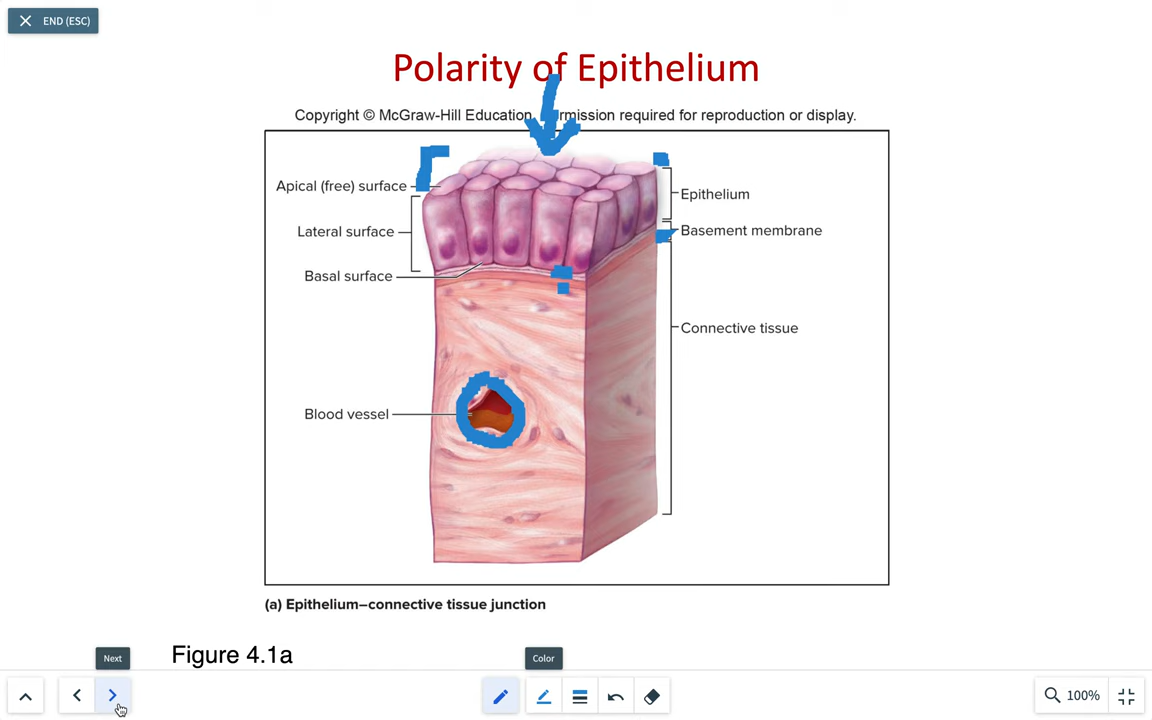 END (ESC)
Polarity of Epithelium
Copyright © McGraw-Hill Education. Permission required for reproduction or display.
Apical (free) surface
Lateral surface
Basal surface
Blood vessel
Epithelium
Basement membrane
Connective tissue
(a) Epithelium–connective tissue junction
Figure 4.1a
Next
Color
100%